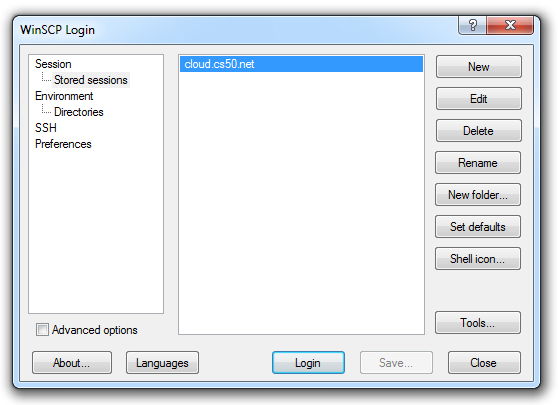 WinSCP Login
?
Session
Stored sessions
Environment
Directories
SSH
Preferences
cloud.cs50.net
New
Edit
Delete
Rename
New folder...
Set defaults
Shell icon...
Tools...
Advanced options
About...
Languages
Login
Save...
Close